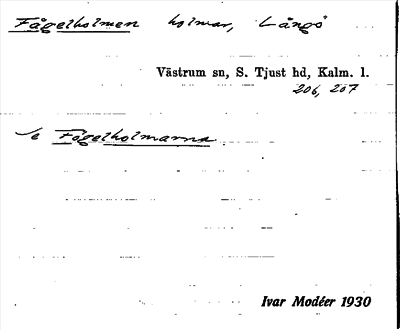 Fågelholmen holmar, Långö
Västrum sn, S. Tjust hd, Kalm. l.
206, 207
Se Fågelholmarna
Ivar Modéer 1930